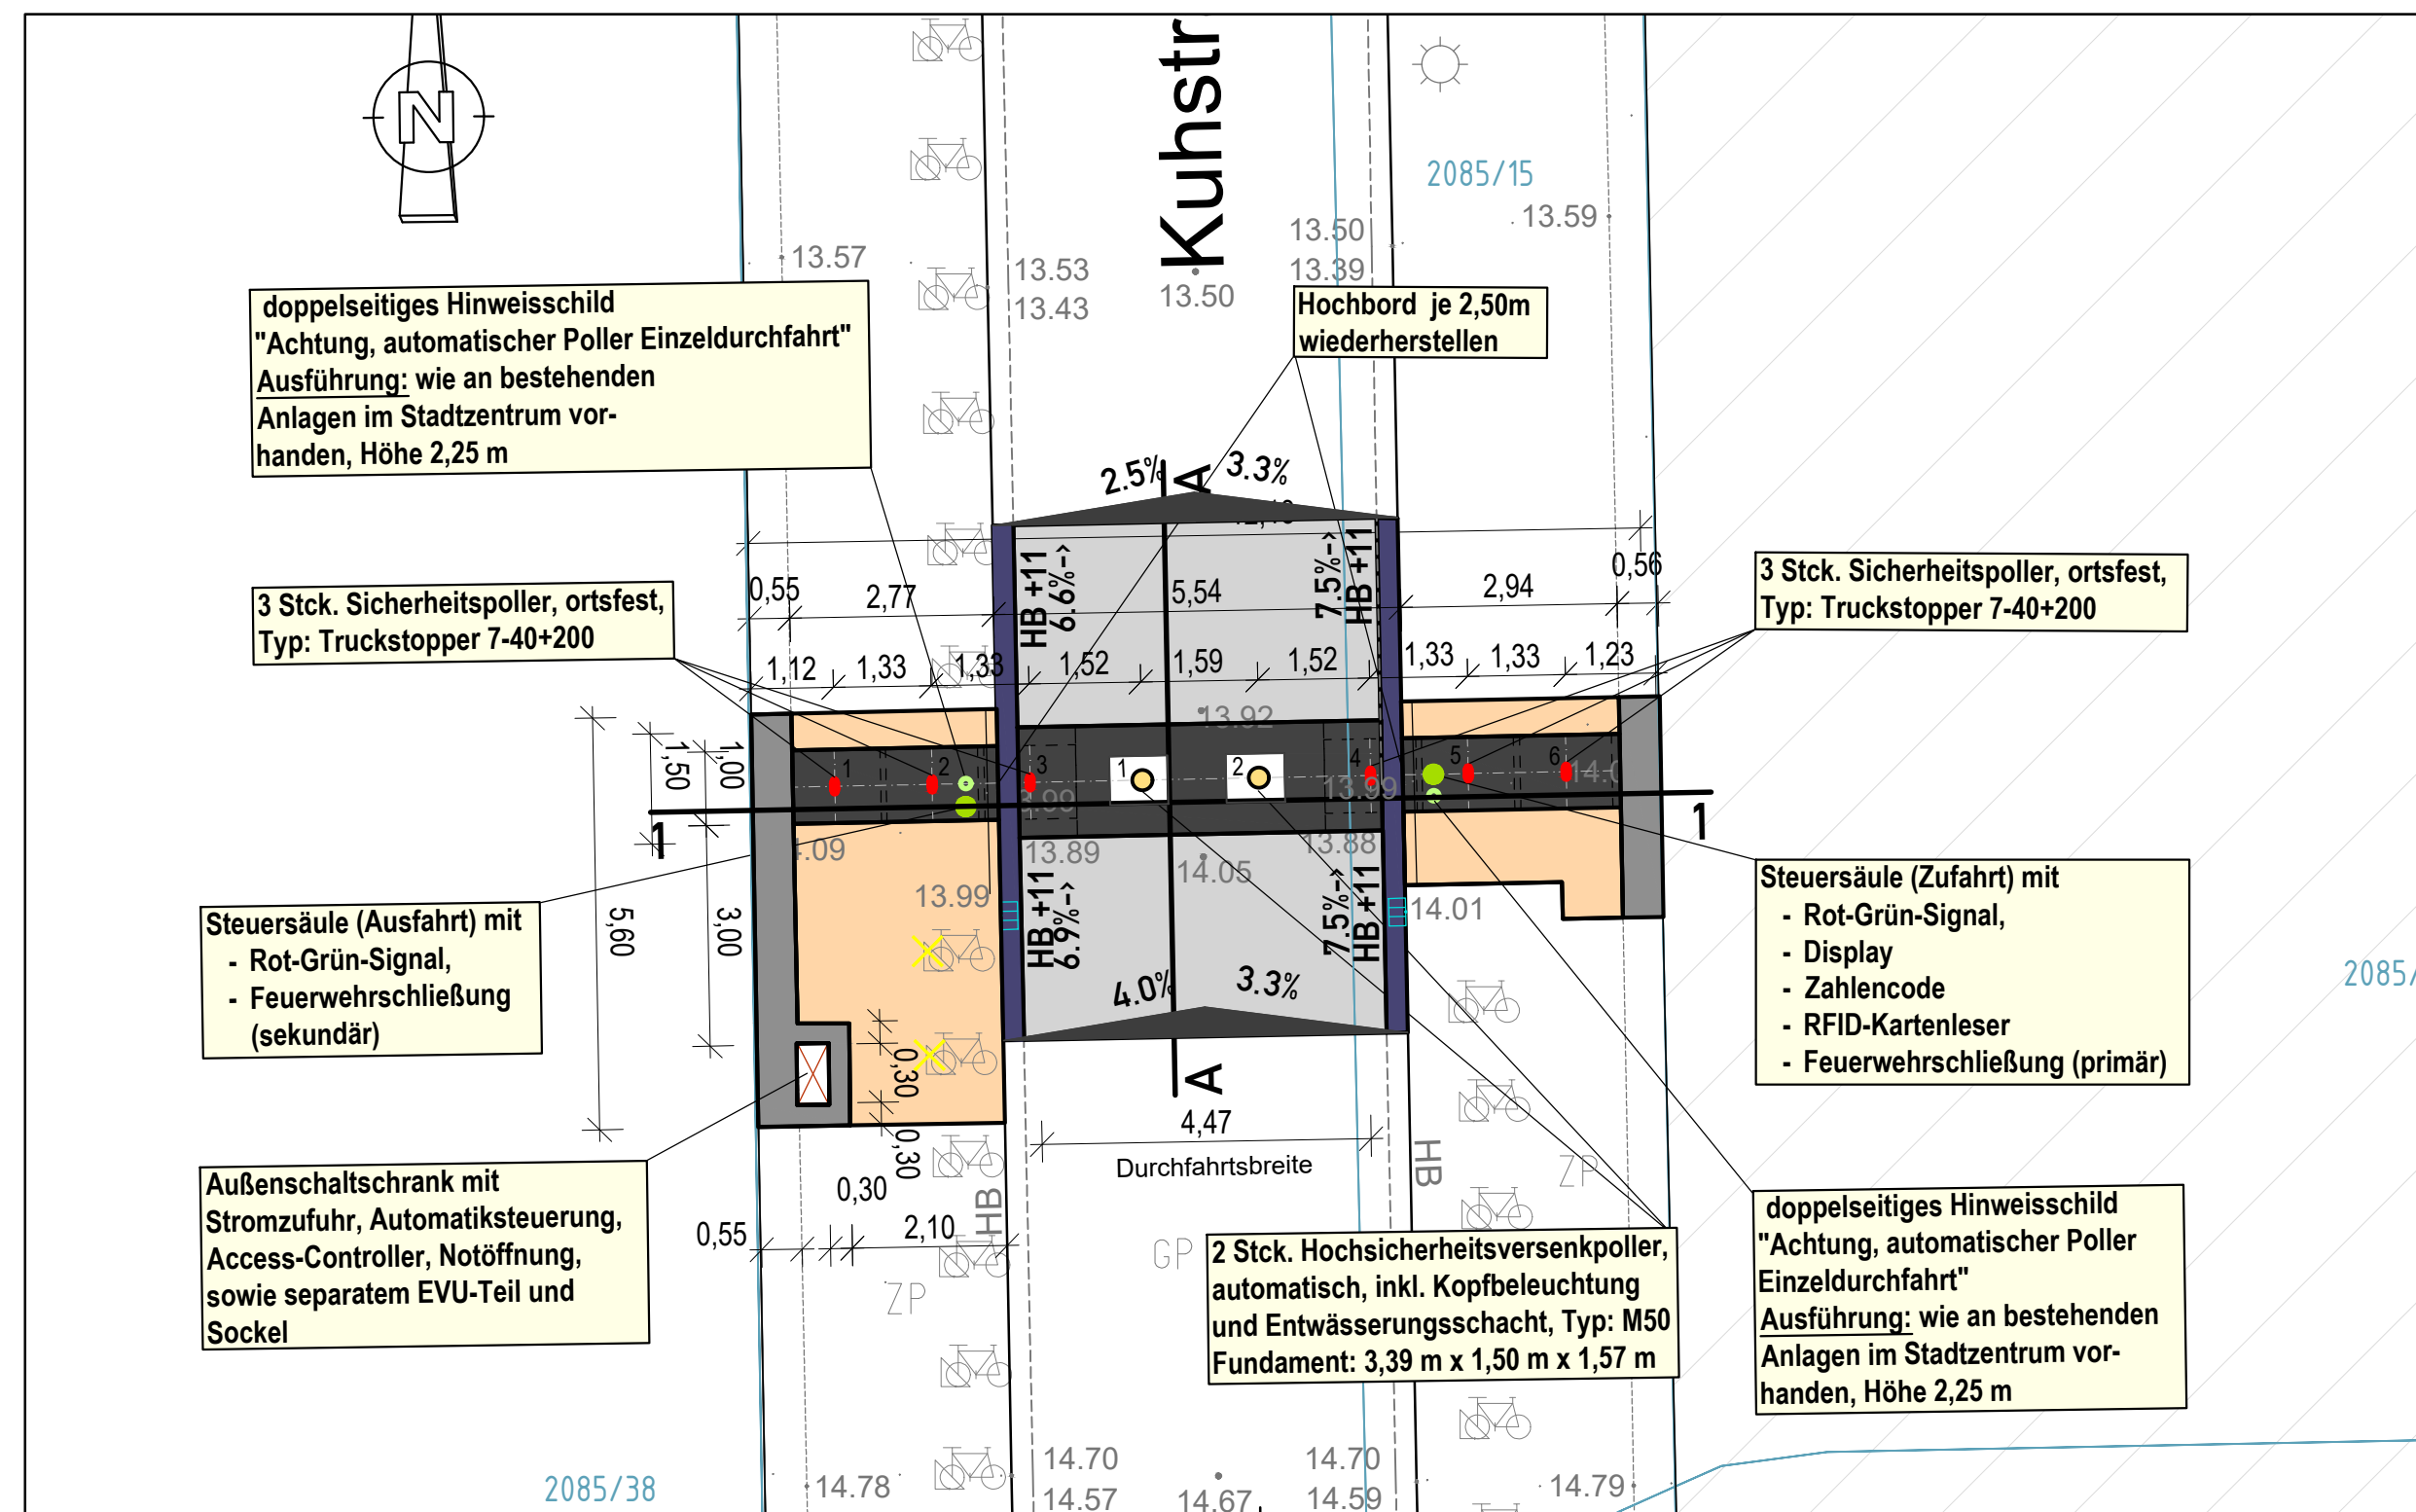 N
Kuhstr
2085/15
13.59
13.57
13.50
13.39
13.53
13.43
13.50
doppelseitiges Hinweisschild
"Achtung, automatischer Poller Einzeldurchfahrt"
Ausführung: wie an bestehenden
Anlagen im Stadtzentrum vor-
handen, Höhe 2,25 m
Hochbord je 2,50m
wiederherstellen
2.5%
A
3.3%
3 Stck. Sicherheitspoller, ortsfest,
Typ: Truckstopper 7-40+200
3 Stck. Sicherheitspoller, ortsfest,
Typ: Truckstopper 7-40+200
0,55
2,77
5,54
2,94
0,56
HB +11
6.6%->
7.5%->
HB +11
1,12
1,33
1,33
1,52
1,59
1,52
1,33
1,33
1,23
13.92
1,00
1,50
3,00
5,60
1
2
3
1
2
4
5
6
13.99
1
1
13.89
14.05
13.88
13.99
14.01
HB +11
6.9%->
7.5%->
HB +11
4.0%
3.3%
A
Steuersäule (Ausfahrt) mit
- Rot-Grün-Signal,
- Feuerwehrschließung
(sekundär)
Steuersäule (Zufahrt) mit
- Rot-Grün-Signal,
- Display
- Zahlencode
- RFID-Kartenleser
- Feuerwehrschließung (primär)
2085/
0,30
0,30
4,47
Durchfahrtsbreite
HB
HB
ZP
0,30
0,55
2,10
ZP
GP
Außenschaltschrank mit
Stromzufuhr, Automatiksteuerung,
Access-Controller, Notöffnung,
sowie separatem EVU-Teil und
Sockel
2 Stck. Hochsicherheitsversenkpoller,
automatisch, inkl. Kopfbeleuchtung
und Entwässerungsschacht, Typ: M50
Fundament: 3,39 m x 1,50 m x 1,57 m
doppelseitiges Hinweisschild
"Achtung, automatischer Poller
Einzeldurchfahrt"
Ausführung: wie an bestehenden
Anlagen im Stadtzentrum vor-
handen, Höhe 2,25 m
2085/38
14.78
14.70
14.57
14.67
14.70
14.59
14.79